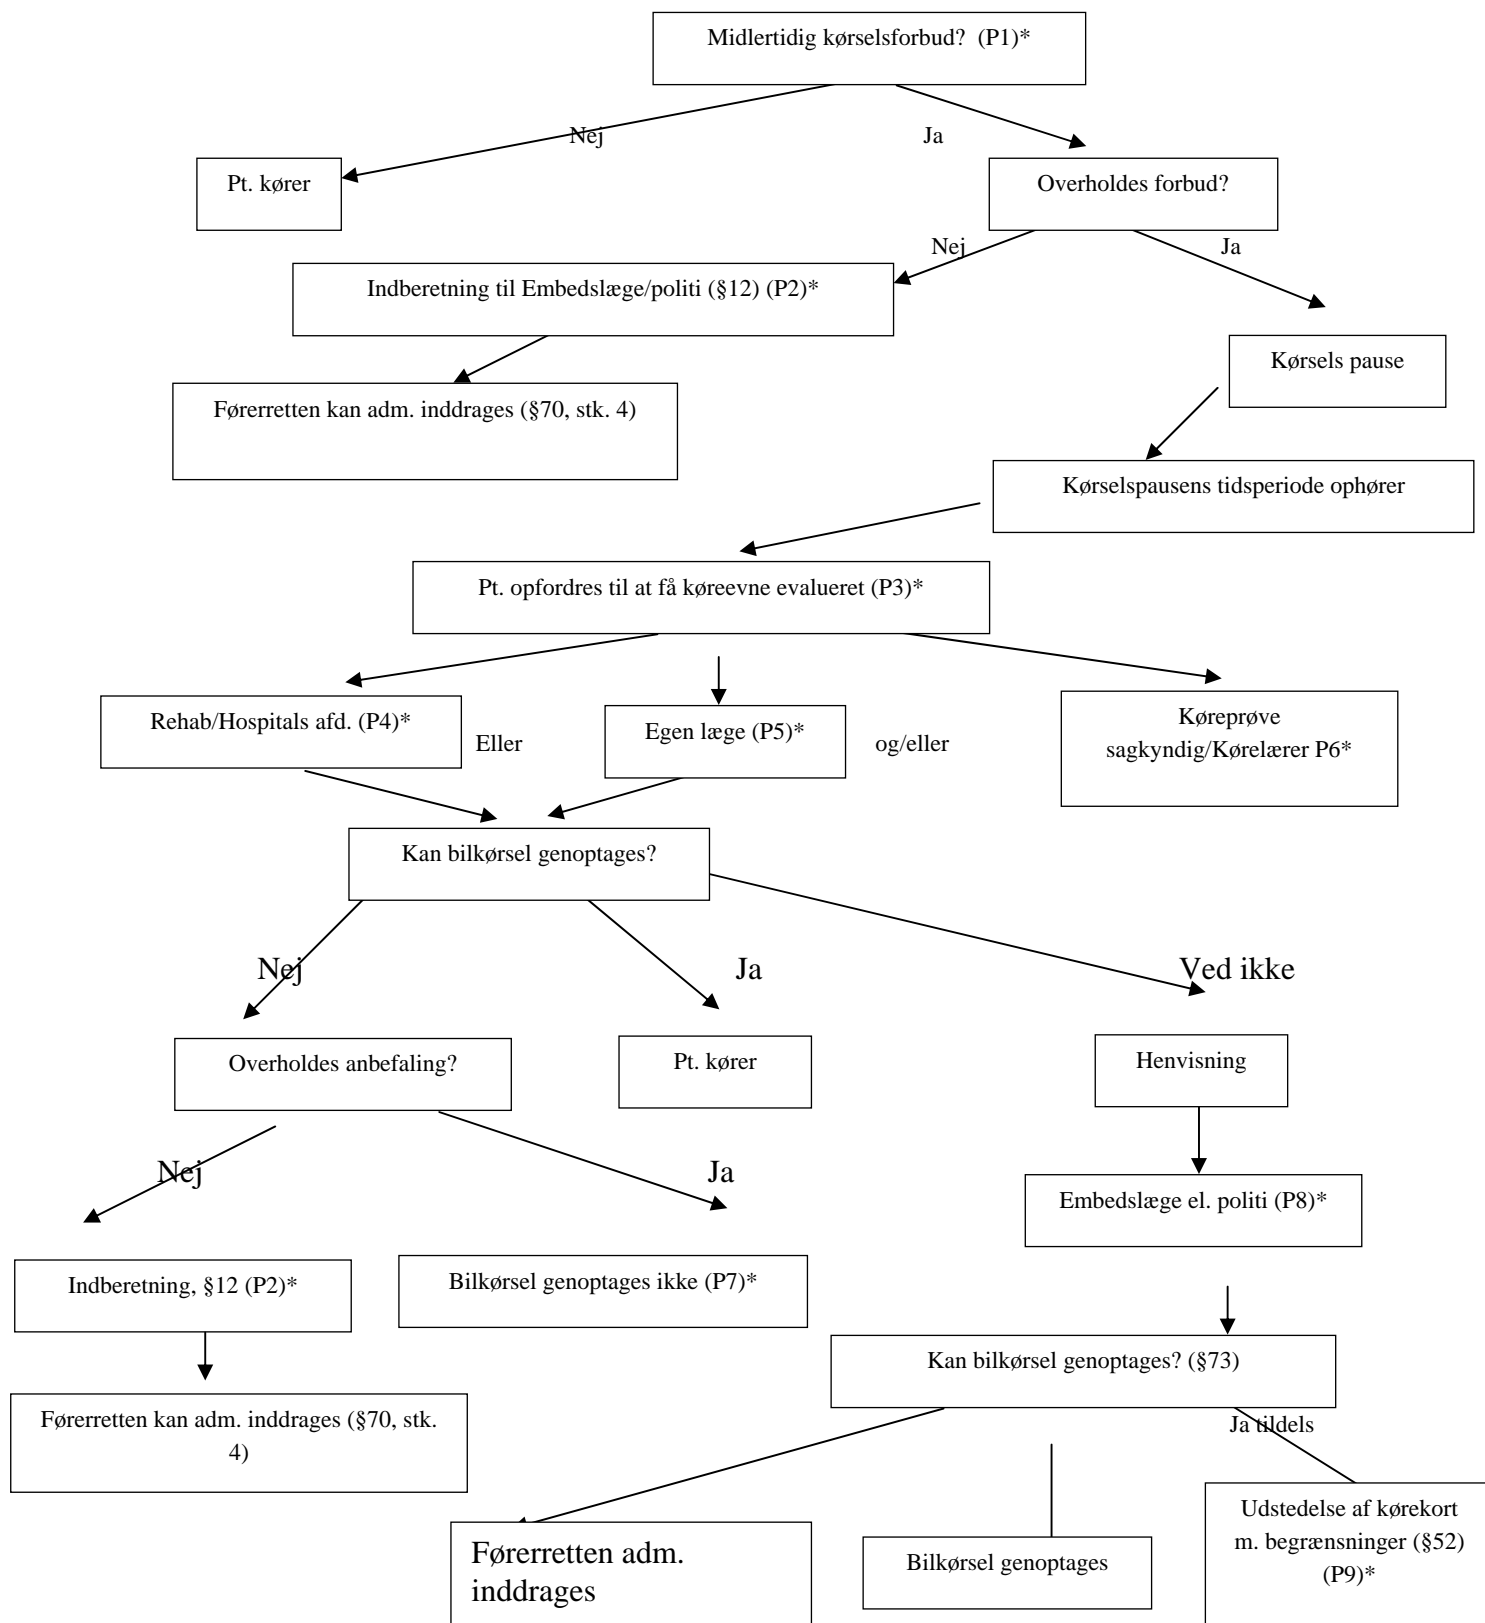 Midlertidig kørselsforbud?  (P1)*
Nej
Ja
Pt. kører
Overholdes forbud?
Nej
Ja
Indberetning til Embedslæge/politi (§12) (P2)*
Kørsels pause
Førerretten kan adm. inddrages (§70, stk. 4)
Kørselspausens tidsperiode ophører
Pt. opfordres til at få køreevne evalueret (P3)*
Rehab/Hospitals afd. (P4)*
Eller
Egen læge (P5)*
og/eller
Køreprøve
sagkyndig/Kørelærer P6*
Kan bilkørsel genoptages?
Nej
Ja
Ved ikke
Overholdes anbefaling?
Pt. kører
Henvisning
Nej
Ja
Embedslæge el. politi (P8)*
Indberetning, §12 (P2)*
Bilkørsel genoptages ikke (P7)*
Kan bilkørsel genoptages? (§73)
Førerretten kan adm. inddrages (§70, stk.
4)
Ja tildels
Førerretten adm.
inddrages
Bilkørsel genoptages
Udstedelse af kørekort
m. begrænsninger (§52)
(P9)*